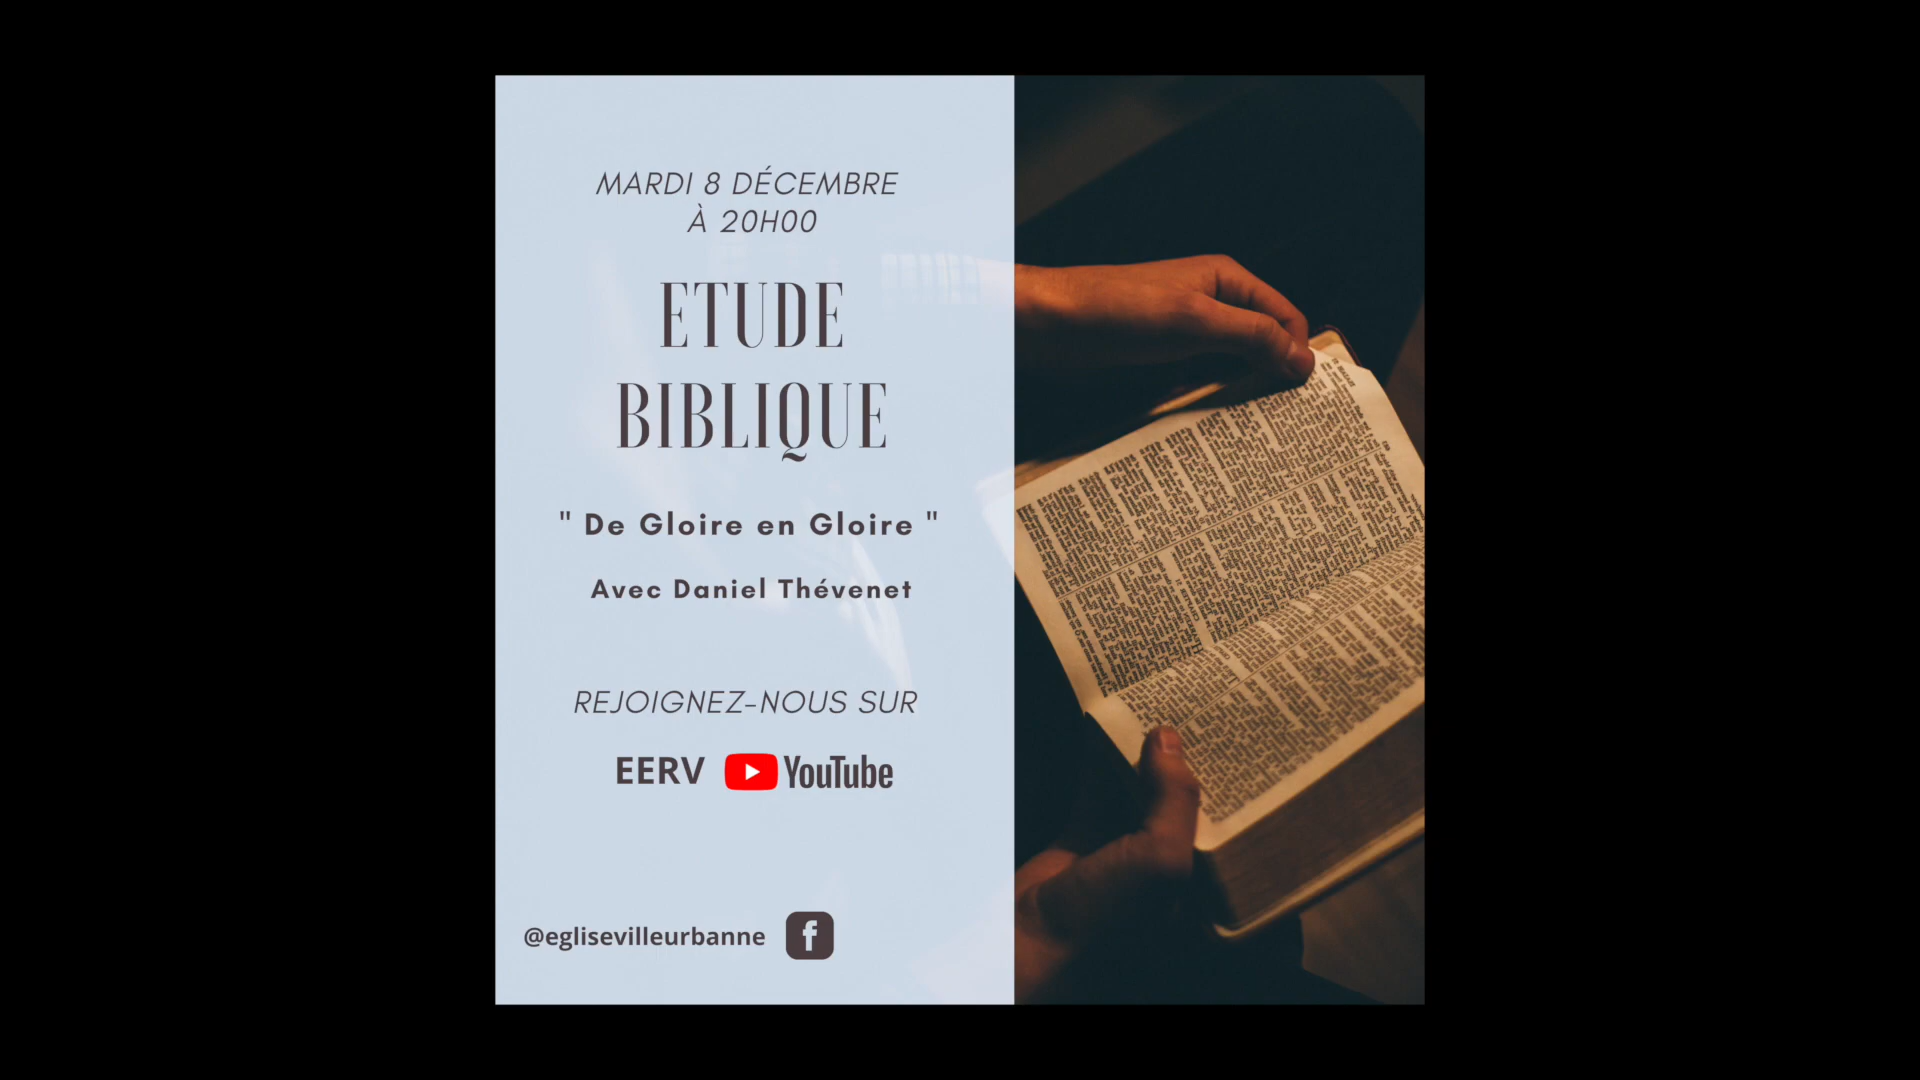 MARDI 8 DÉCEMBRE
À 20H00
ETUDE
BIBLIQUE
" De Gloire en Gloire "
Avec Daniel Thévenet
REJOIGNEZ-NOUS SUR
EERV YouTube
@eglisevilleurbanne